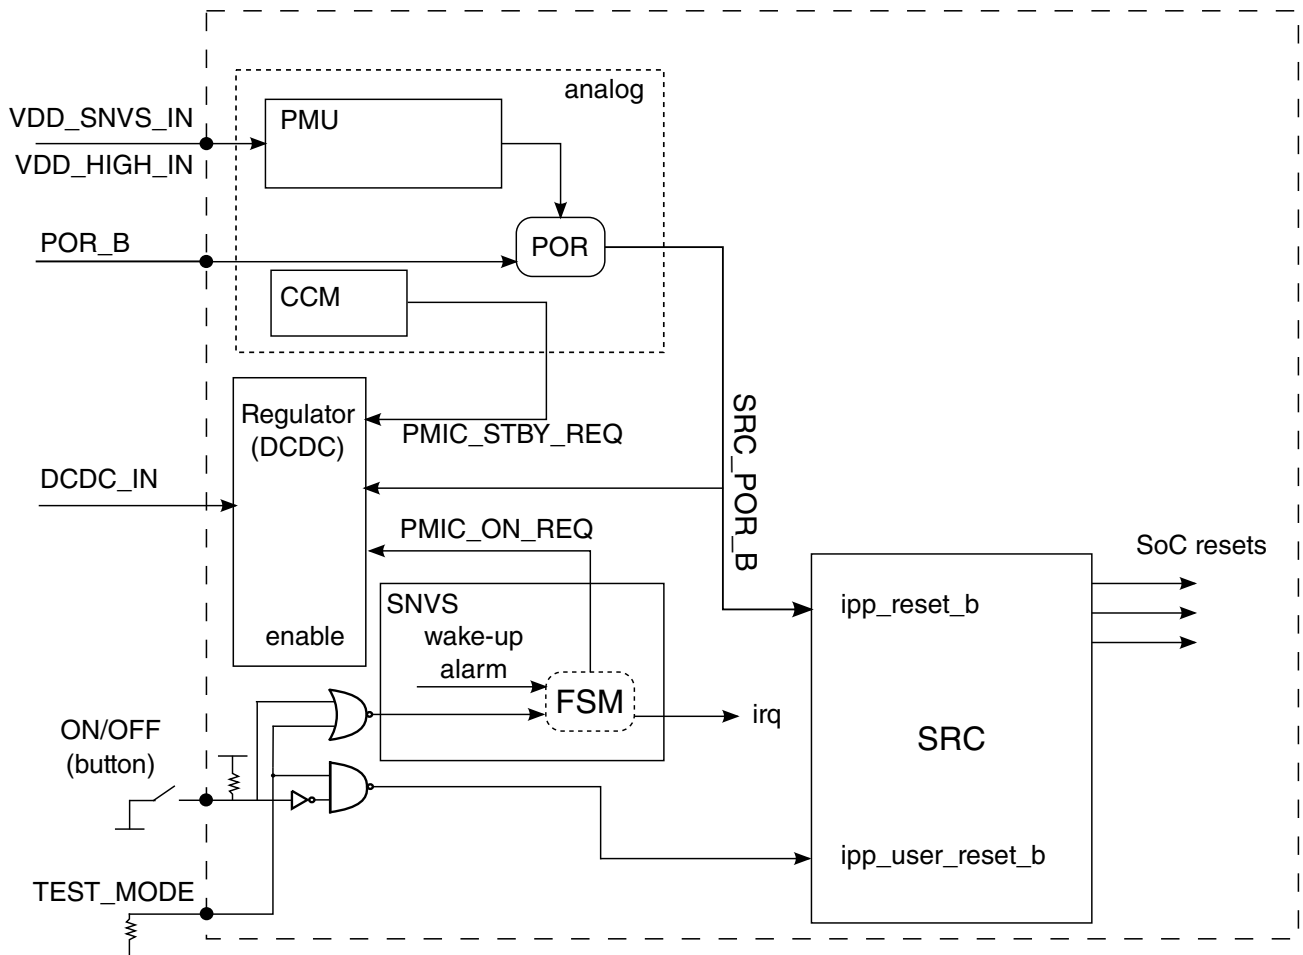 analog
VDD_SNVS_IN
PMU
VDD_HIGH_IN
POR_B
POR
CCM
Regulator
(DCDC)
PMIC_STBY_REQ
SRC_POR_B
DCDC_IN
PMIC_ON_REQ
SoC resets
SNVS
ipp_reset_b
wake-up
alarm
enable
FSM
irq
ON/OFF
(button)
SRC
ipp_user_reset_b
TEST_MODE